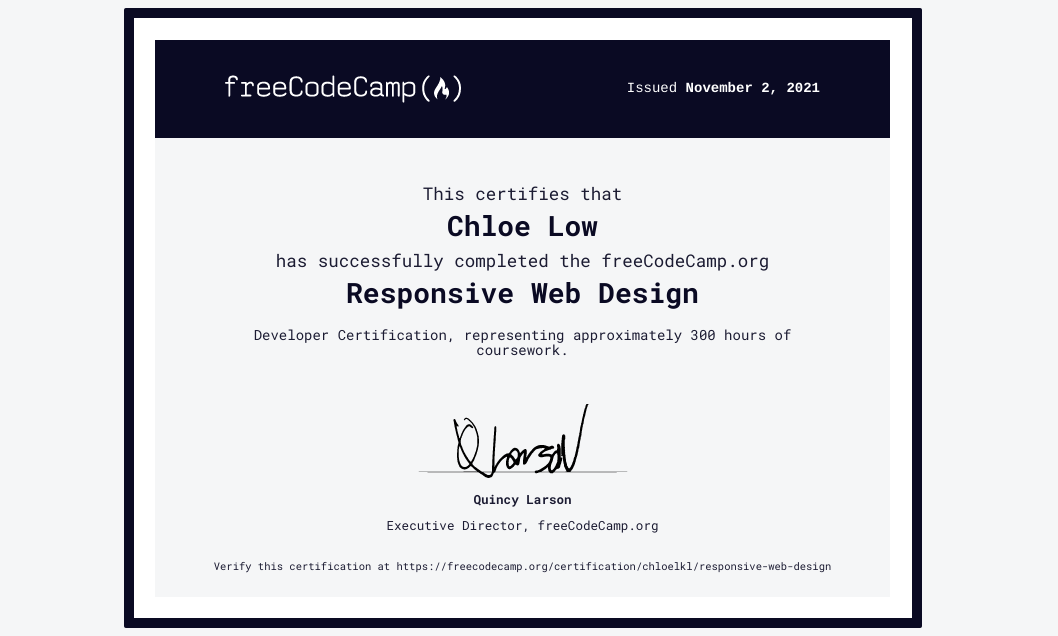 freeCodeCamp(🔥)
Issued November 2, 2021
This certifies that
Chloe Low
has successfully completed the freeCodeCamp.org
Responsive Web Design
Developer Certification, representing approximately 300 hours of
coursework.
Q Larson
Quincy Larson
Executive Director, freeCodeCamp.org
Verify this certification at https://freecodecamp.org/certification/chloelkl/responsive-web-design